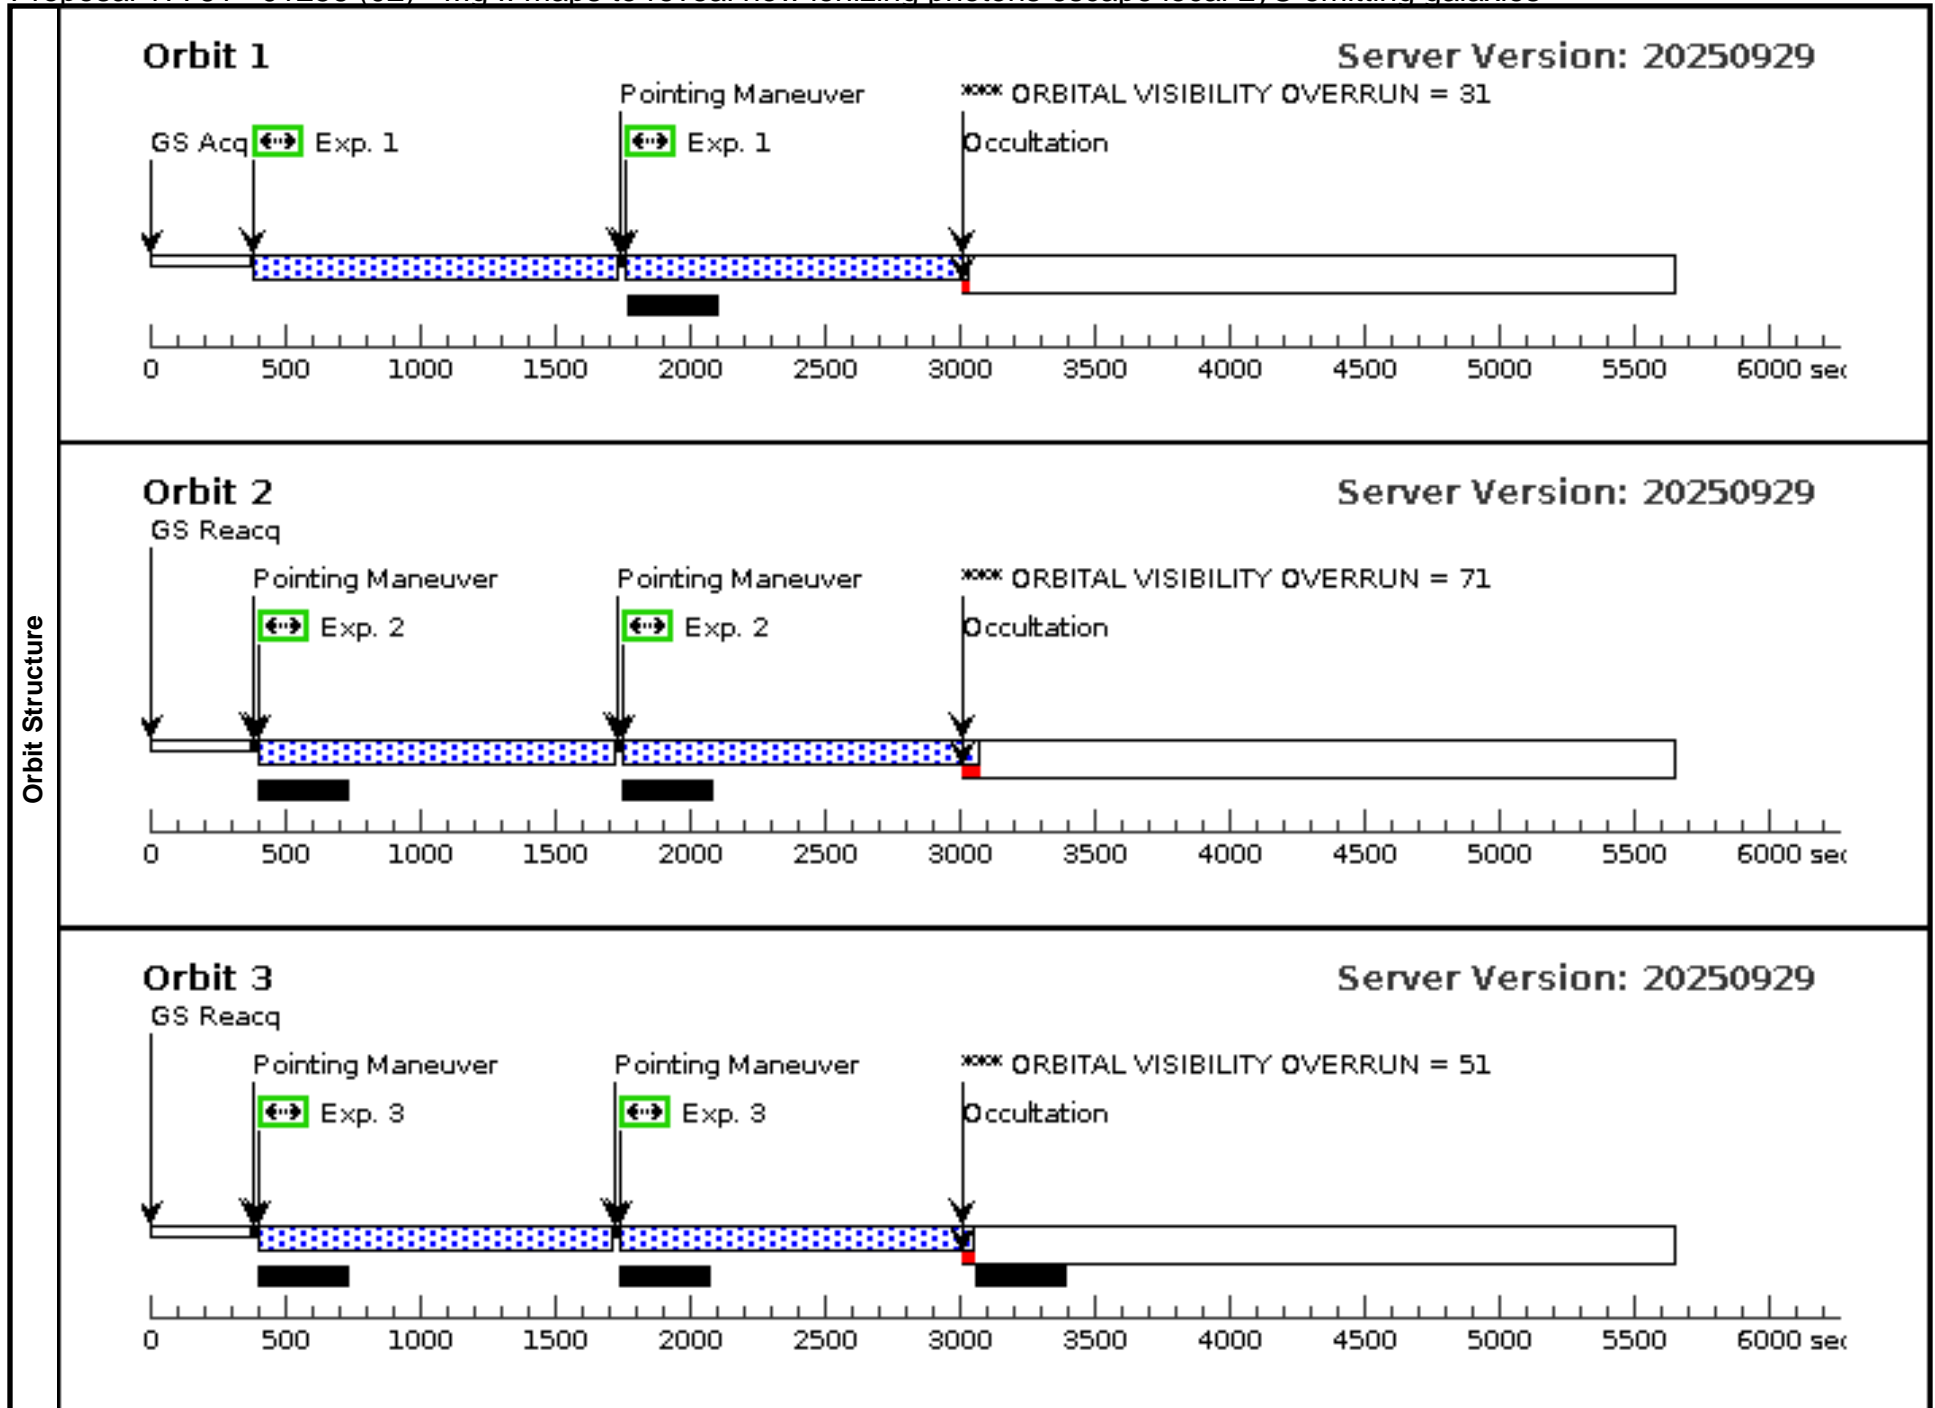 Orbit Structure
Orbit 1
Server Version: 20250929
Pointing Maneuver
*** ORBITAL VISIBILITY OVERRUN = 31
GS Acq
Exp. 1
Exp. 1
Occultation
0 500 1000 1500 2000 2500 3000 3500 4000 4500 5000 5500 6000 sec
Orbit 2
Server Version: 20250929
GS Reacq
Pointing Maneuver
Pointing Maneuver
*** ORBITAL VISIBILITY OVERRUN = 71
Exp. 2
Exp. 2
Occultation
0 500 1000 1500 2000 2500 3000 3500 4000 4500 5000 5500 6000 sec
Orbit 3
Server Version: 20250929
GS Reacq
Pointing Maneuver
Pointing Maneuver
*** ORBITAL VISIBILITY OVERRUN = 51
Exp. 3
Exp. 3
Occultation
0 500 1000 1500 2000 2500 3000 3500 4000 4500 5000 5500 6000 sec